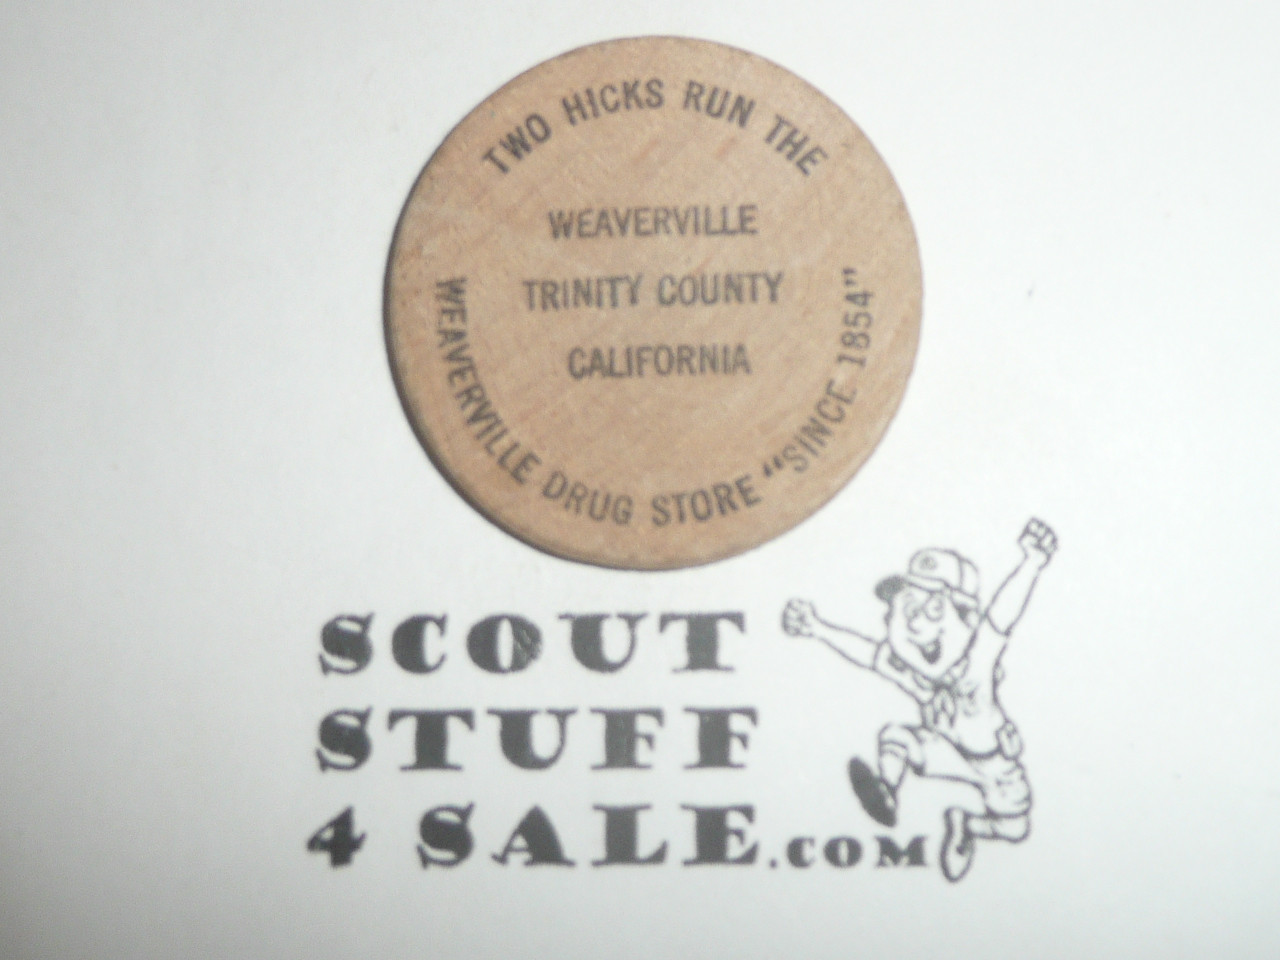 TWO HICKS RUN THE
WEAVERVILLE
TRINITY COUNTY
CALIFORNIA
WEAVERVILLE DRUG STORE "SINCE 1854"
SCOUT
STUFF
4 SALE.COM